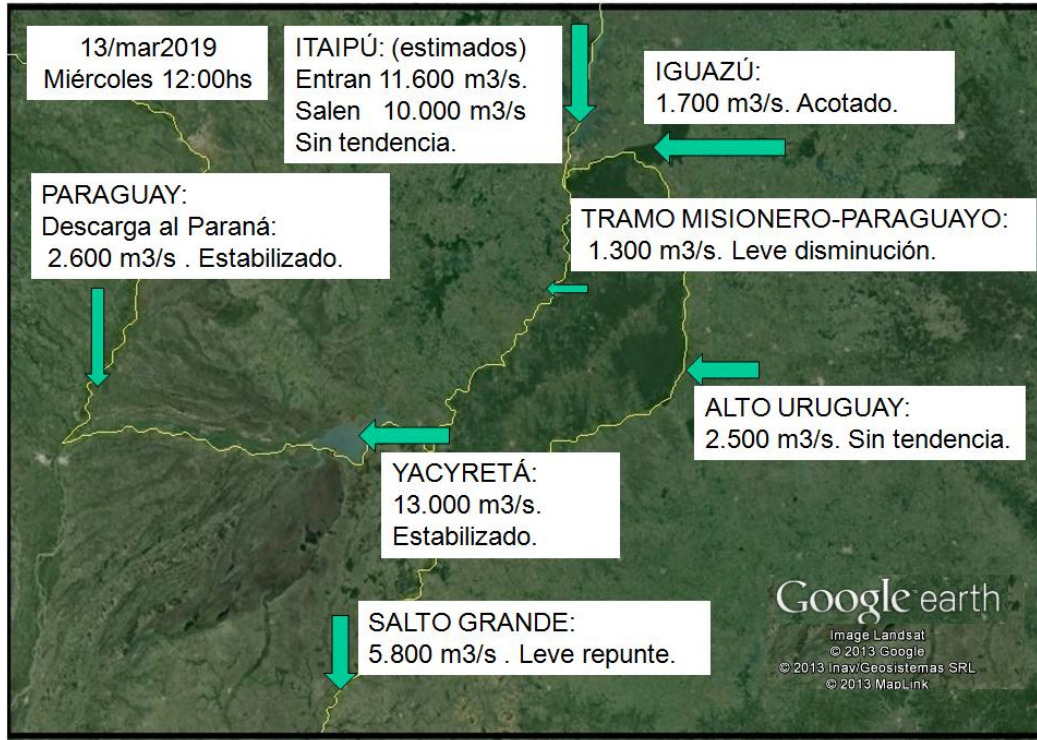 13/mar2019
Miércoles 12:00hs
ITAIPÚ: (estimados)
Entran 11.600 m3/s.
Salen 10.000 m3/s
Sin tendencia.
IGUAZÚ:
1.700 m3/s. Acotado.
PARAGUAY:
Descarga al Paraná:
2.600 m3/s . Estabilizado.
TRAMO MISIONERO-PARAGUAYO:
1.300 m3/s. Leve disminución.
ALTO URUGUAY:
2.500 m3/s. Sin tendencia.
YACYRETÁ:
13.000 m3/s.
Estabilizado.
SALTO GRANDE:
5.800 m3/s . Leve repunte.
Google earth
Image Landsat
© 2013 Google
© 2013 Inav/Geosistemas SRL
© 2013 MapLink